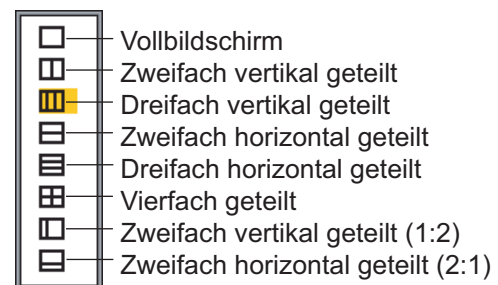 Vollbildschirm
Zweifach vertikal geteilt
Dreifach vertikal geteilt
Zweifach horizontal geteilt
Dreifach horizontal geteilt
Vierfach geteilt
Zweifach vertikal geteilt (1:2)
Zweifach horizontal geteilt (2:1)